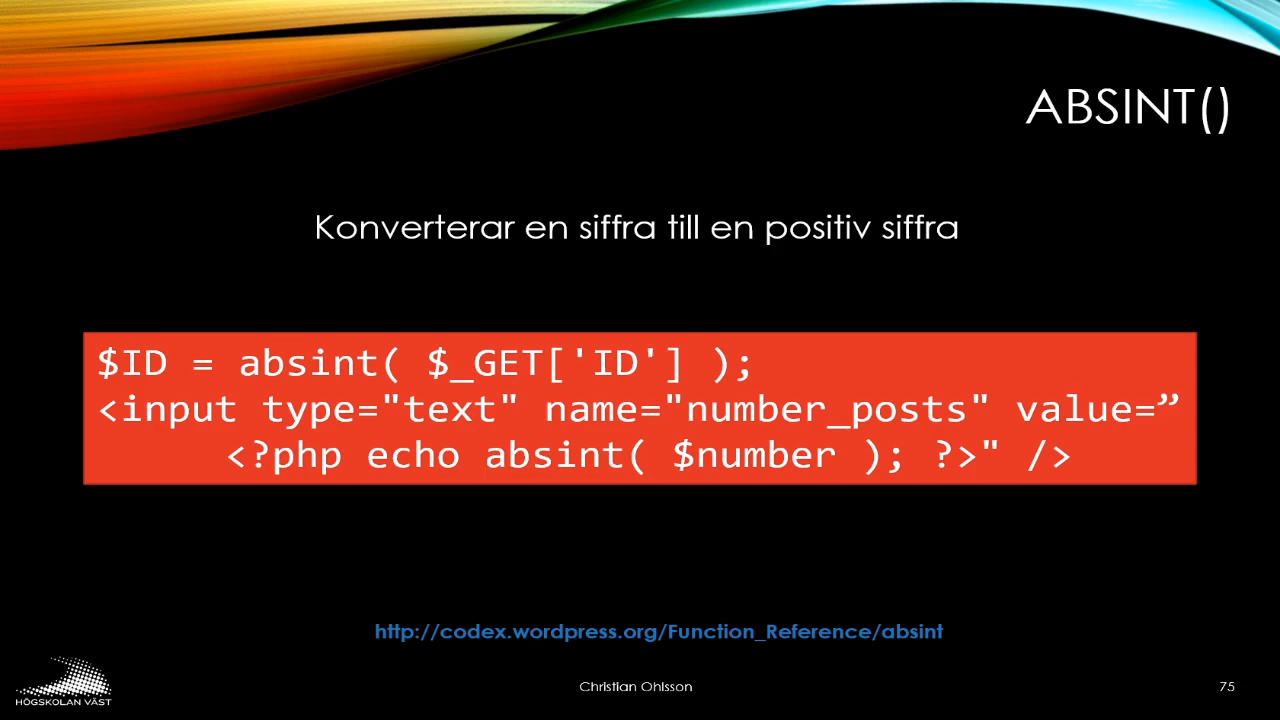 ABSINT()
Konverterar en siffra till en positiv siffra
$ID = absint( $_GET['ID'] );
<input type="text" name="number_posts" value=”
<?php echo absint( $number ); ?>" />
http://codex.wordpress.org/Function_Reference/absint
HÖGSKOLAN VÄST
Christian Ohlsson
75